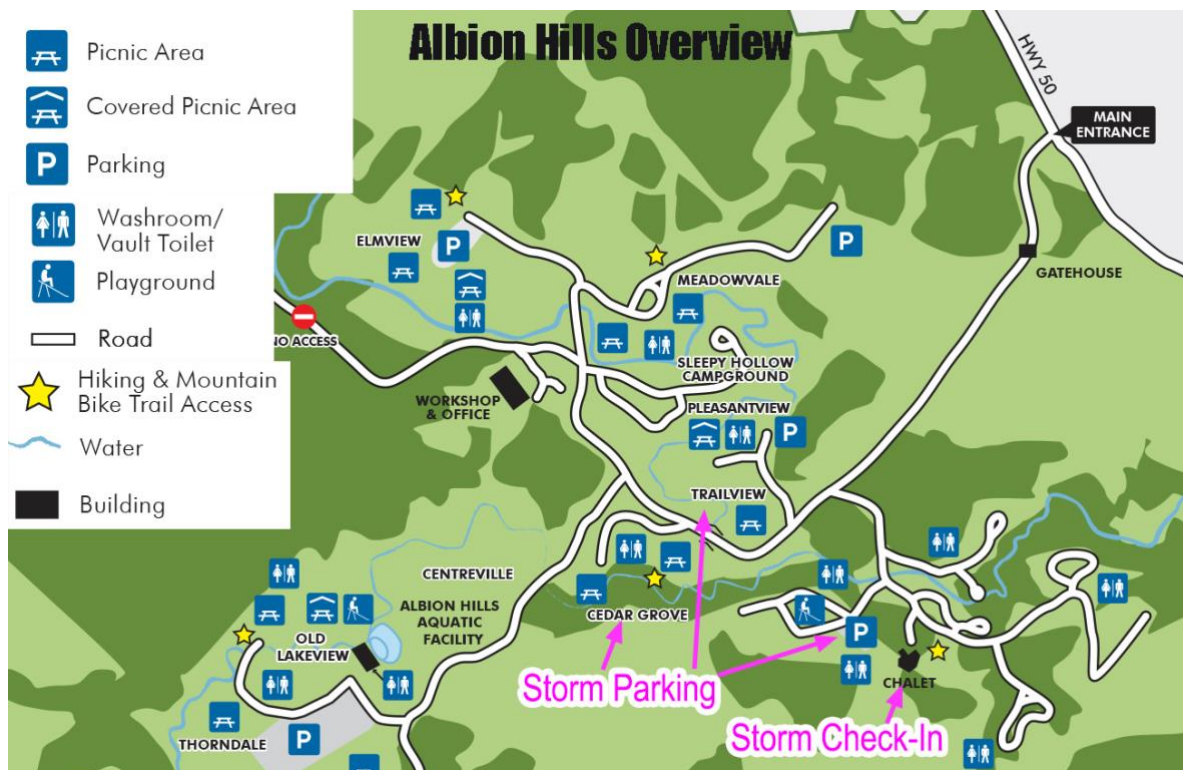 Albion Hills Overview
Picnic Area
Covered Picnic Area
P
Parking
Washroom/
Vault Toilet
Playground
Road
Hiking & Mountain
Bike Trail Access
Water
Building
HWY 50
MAIN
ENTRANCE
GATEHOUSE
P
ELMVIEW
P
MEADOWVALE
NO ACCESS
SLEEPY HOLLOW
CAMPGROUND
WORKSHOP
& OFFICE
PLEASANTVIEW
P
TRAILVIEW
CENTREVILLE
ALBION HILLS
AQUATIC
FACILITY
CEDAR GROVE
OLD
LAKEVIEW
P
CHALET
Storm Parking
Storm Check-In
THORNDALE
P